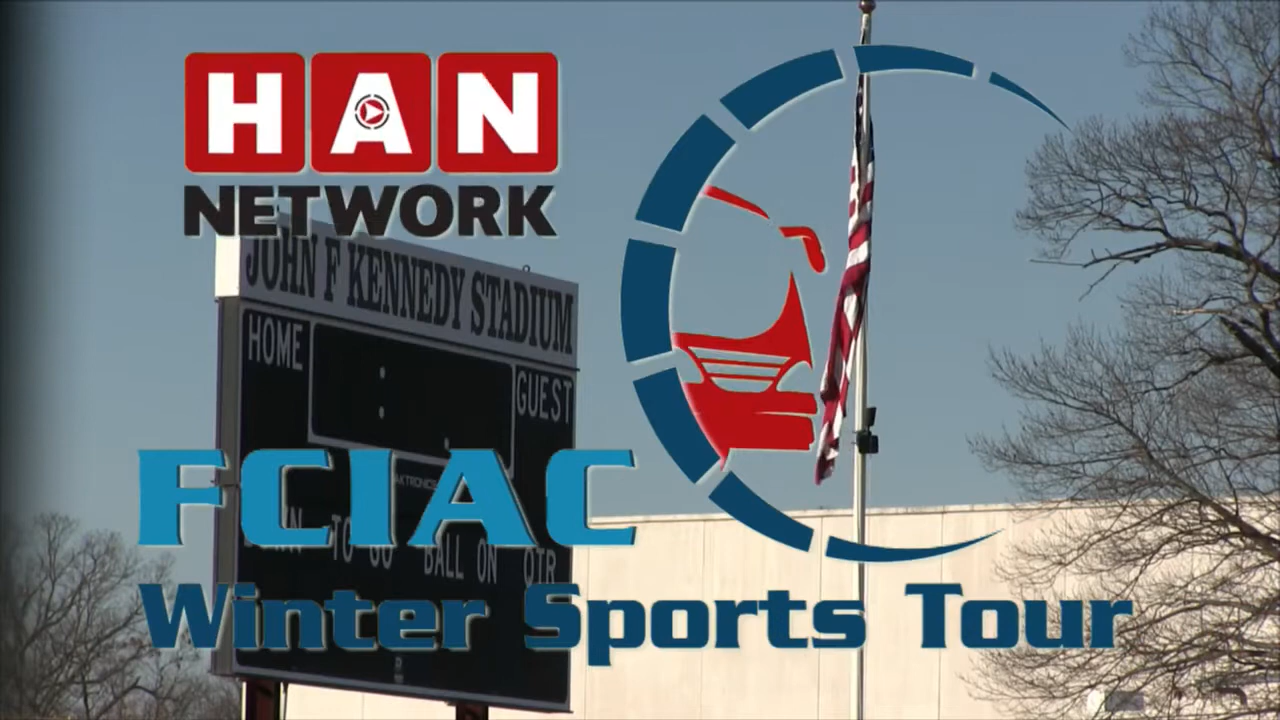 HAN
NETWORK
JOHN F KENNEDY STADIUM
HOME
GUEST
FCIAC
TO GO BALL ON QTR
Winter Sports Tour